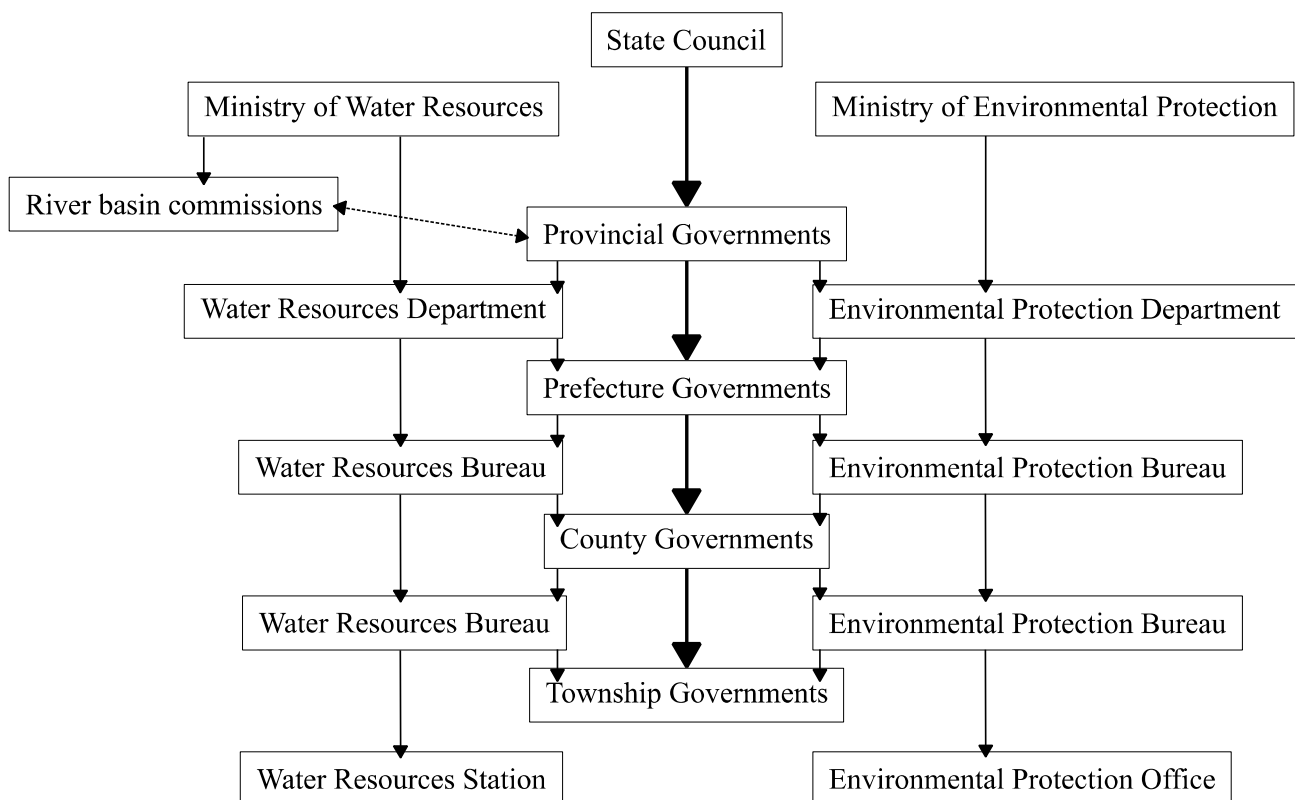 State Council
Ministry of Water Resources
Ministry of Environmental Protection
River basin commissions
Provincial Governments
Water Resources Department
Environmental Protection Department
Prefecture Governments
Water Resources Bureau
Environmental Protection Bureau
County Governments
Water Resources Bureau
Environmental Protection Bureau
Township Governments
Water Resources Station
Environmental Protection Office